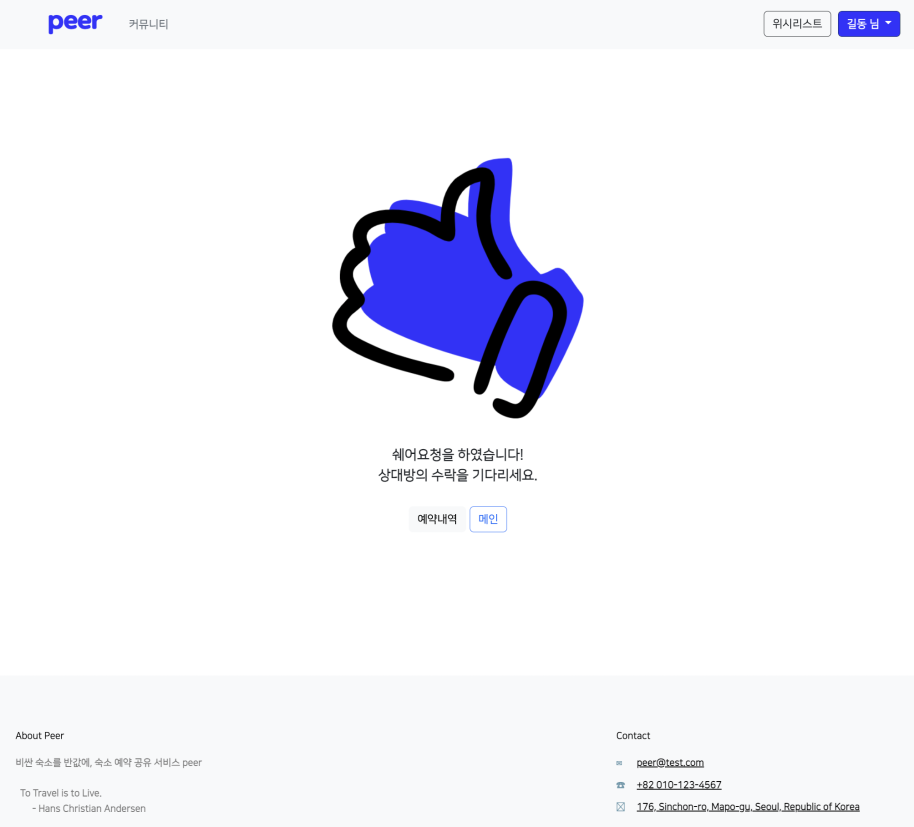 peer
커뮤니티
위시리스트
길동 님
쉐어요청을 하였습니다!
상대방의 수락을 기다리세요.
예약내역
메인
About Peer
비싼 숙소를 반값에, 숙소 예약 공유 서비스 peer
To Travel is to Live.
- Hans Christian Andersen
Contact
peer@test.com
+82 010-123-4567
176, Sinchon-ro, Mapo-gu, Seoul, Republic of Korea